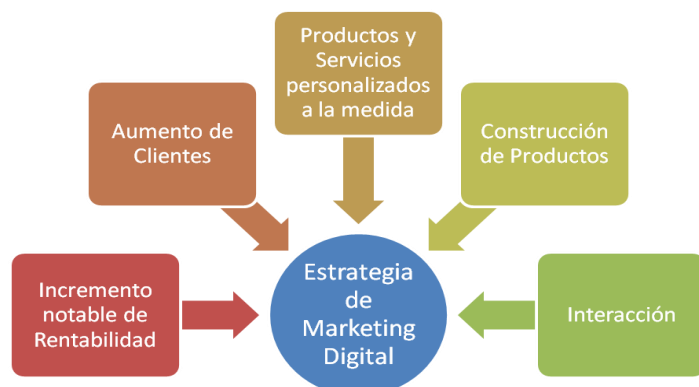 Incremento
notable de
Rentabilidad
Aumento de
Clientes
Productos y
Servicios
personalizados
a la medida
Construcción
de Productos
Interacción
Estrategia
de
Marketing
Digital